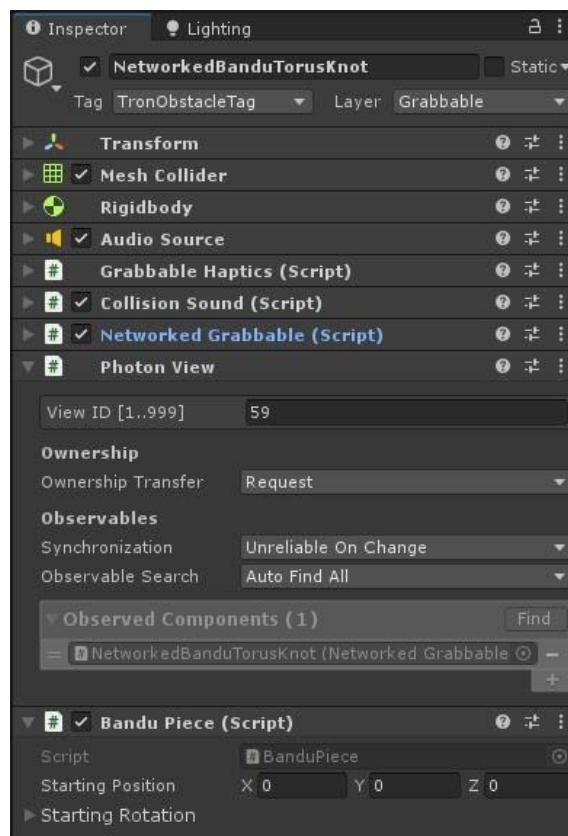 Inspector Lighting
NetworkedBanduTorusKnot Static
Tag TronObstacleTag Layer Grabbable
Transform
Mesh Collider
Rigidbody
Audio Source
Grabbable Haptics (Script)
Collision Sound (Script)
Networked Grabbable (Script)
Photon View
View ID [1..999] 59
Ownership
Ownership Transfer Request
Observables
Synchronization Unreliable On Change
Observable Search Auto Find All
Observed Components (1) Find
NetworkedBanduTorusKnot (Networked Grabbable
Bandu Piece (Script)
Script BanduPiece
Starting Position X 0 Y 0 Z 0
Starting Rotation